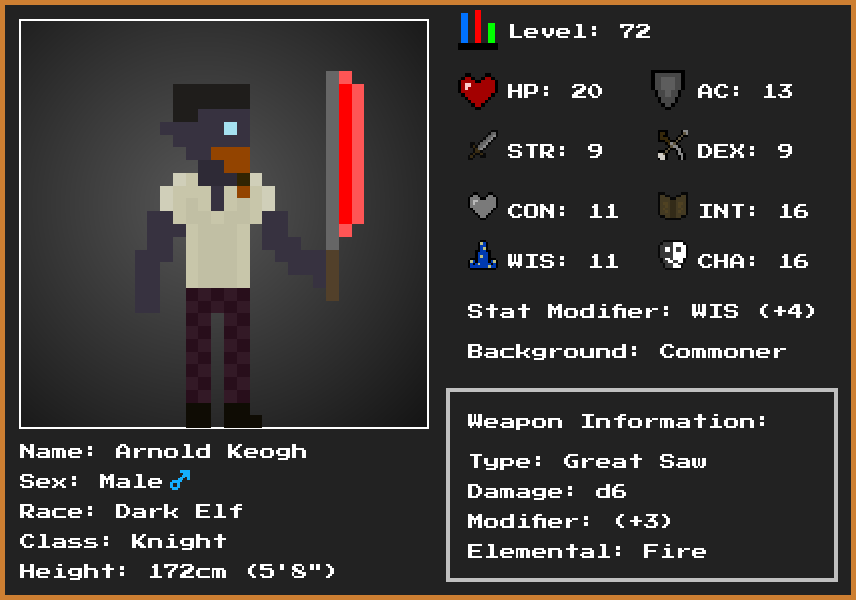 Level: 72
HP: 20 AC: 13
STR: 9 DEX: 9
CON: 11 INT: 16
WIS: 11 CHA: 16
Stat Modifier: WIS (+4)
Background: Commoner
Weapon Information:
Type: Great Saw
Damage: d6
Modifier: (+3)
Elemental: Fire
Name: Arnold Keogh
Sex: Male ♂
Race: Dark Elf
Class: Knight
Height: 172cm (5'8")